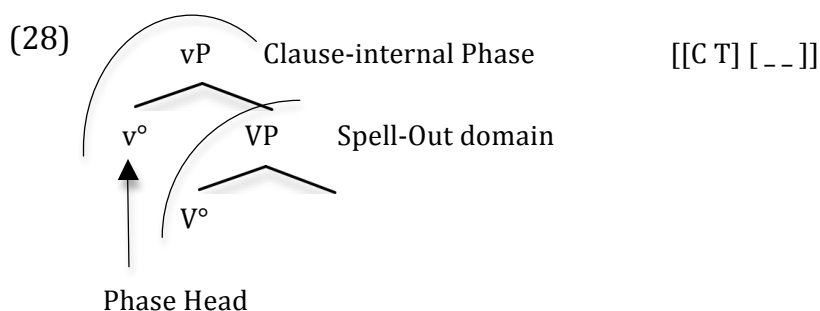 (28)
vP Clause-internal Phase [[C T] [ _ _ ]]
v° VP Spell-Out domain
V°
Phase Head